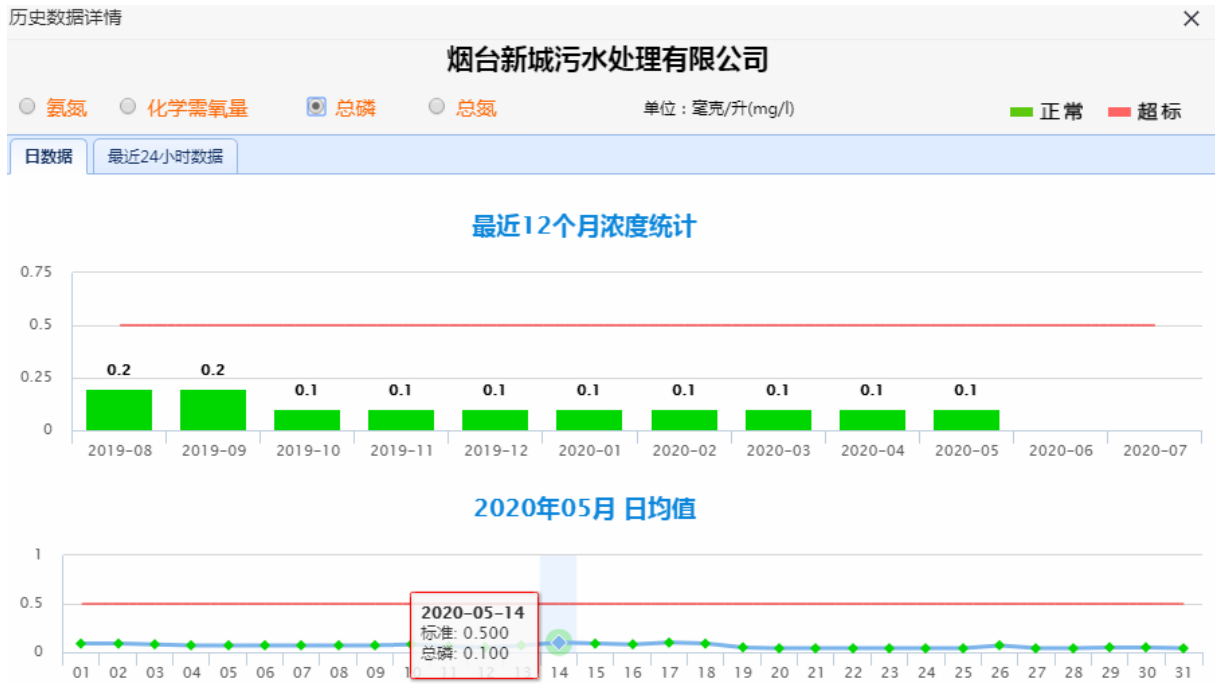 历史数据详情
烟台新城污水处理有限公司
氨氮 化学需氧量 总磷 总氮 单位：毫克/升(mg/l) 正常 超标
日数据 最近24小时数据
最近12个月浓度统计
0.75
0.5
0.25
0
0.2 0.2 0.1 0.1 0.1 0.1 0.1 0.1 0.1 0.1
2019-08 2019-09 2019-10 2019-11 2019-12 2020-01 2020-02 2020-03 2020-04 2020-05 2020-06 2020-07
2020年05月 日均值
1
0.5
0
2020-05-14
标准: 0.500
总磷: 0.100
01 02 03 04 05 06 07 08 09 10 11 12 13 14 15 16 17 18 19 20 21 22 23 24 25 26 27 28 29 30 31